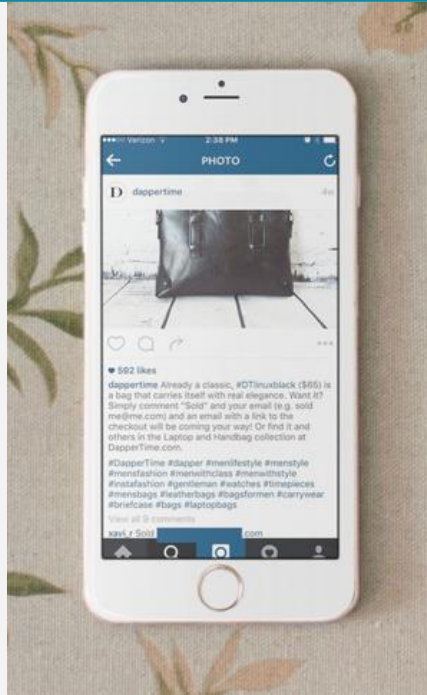 Verizon 2:38 PM
PHOTO
D dappertime 4w
592 likes
dappertime Already a classic, #DTlinuxblack ($65) is
a bag that carries itself with real elegance. Want it?
Simply comment "Sold" and your email (e.g. sold
me@me.com) and an email with a link to the
checkout will be coming your way! Or find it and
others in the Laptop and Handbag collection at
DapperTime.com.
#DapperTime #dapper #menlifestyle #menstyle
#mensfashion #menwithclass #menwithstyle
#instafashion #gentleman #watches #timepieces
#mensbags #leatherbags #bagsformen #carrywear
#briefcase #bags #laptopbags
View all 9 comments
xavi_r Sold .com